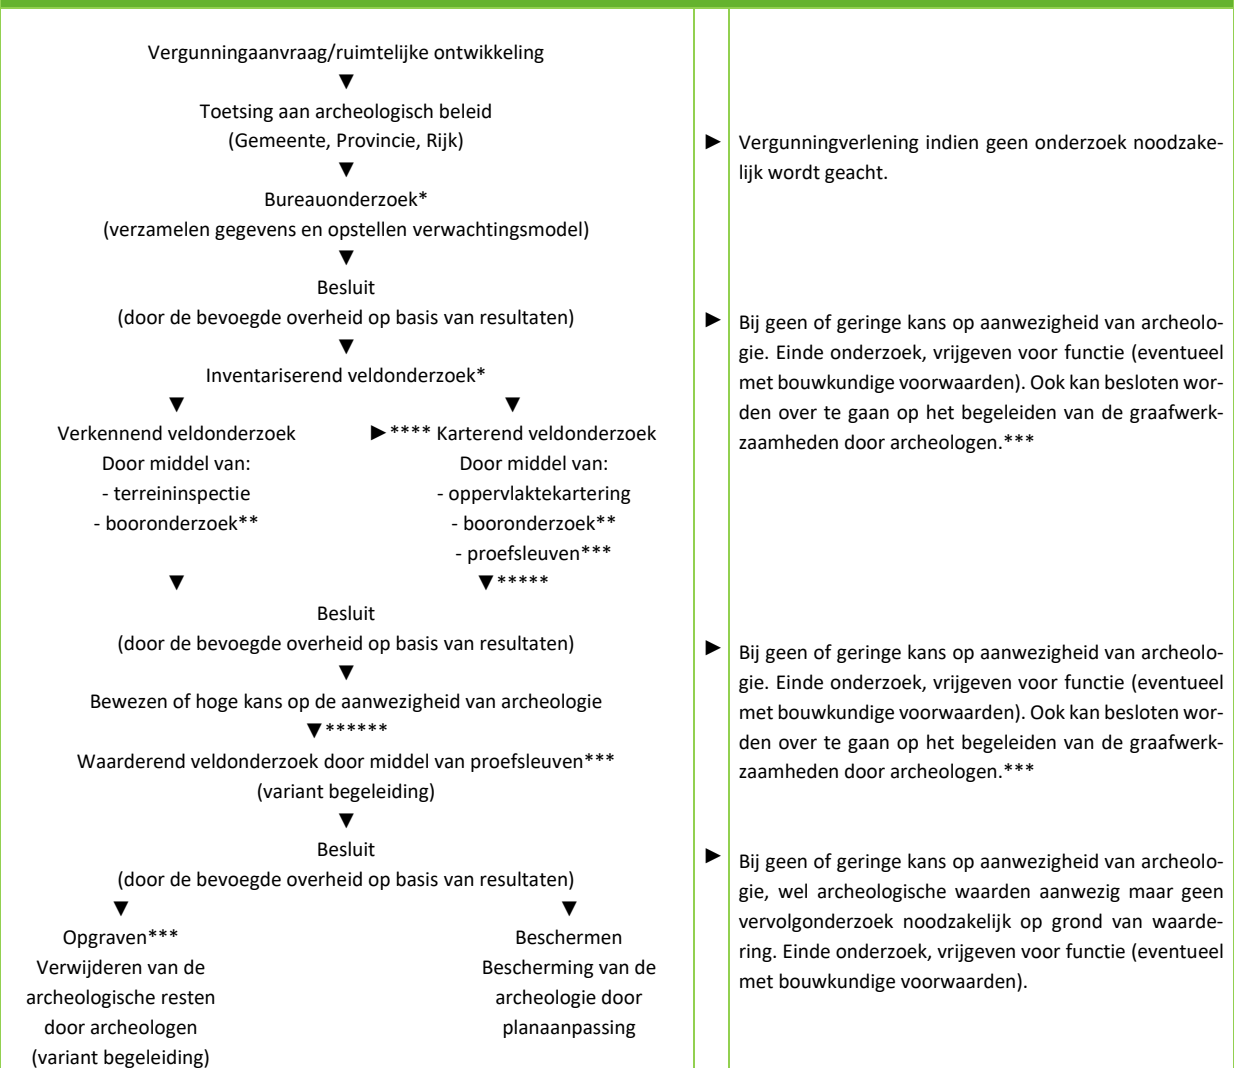 Vergunningaanvraag/ruimtelijke ontwikkeling
▼
Toetsing aan archeologisch beleid
(Gemeente, Provincie, Rijk)
▼
Bureauonderzoek*
(verzamelen gegevens en opstellen verwachtingsmodel)
▼
Besluit
(door de bevoegde overheid op basis van resultaten)
▼
Inventariserend veldonderzoek*
▼ ▼
Verkennend veldonderzoek
Door middel van:
- terreininspectie
- booronderzoek**
▼
►**** Karterend veldonderzoek
Door middel van:
- oppervlaktekartering
- booronderzoek**
- proefsleuven***
▼*****
Besluit
(door de bevoegde overheid op basis van resultaten)
▼
Bewezen of hoge kans op de aanwezigheid van archeologie
▼******
Waarderend veldonderzoek door middel van proefsleuven***
(variant begeleiding)
▼
Besluit
(door de bevoegde overheid op basis van resultaten)
▼ ▼
Opgraven***
Verwijderen van de
archeologische resten
door archeologen
(variant begeleiding)
Beschermen
Bescherming van de
archeologie door
planaanpassing
► Vergunningverlening indien geen onderzoek noodzake-
lijk wordt geacht.
► Bij geen of geringe kans op aanwezigheid van archeolo-
gie. Einde onderzoek, vrijgeven voor functie (eventueel
met bouwkundige voorwaarden). Ook kan besloten wor-
den over te gaan op het begeleiden van de graafwerk-
zaamheden door archeologen.***
► Bij geen of geringe kans op aanwezigheid van archeolo-
gie. Einde onderzoek, vrijgeven voor functie (eventueel
met bouwkundige voorwaarden). Ook kan besloten wor-
den over te gaan op het begeleiden van de graafwerk-
zaamheden door archeologen.***
► Bij geen of geringe kans op aanwezigheid van archeolo-
gie, wel archeologische waarden aanwezig maar geen
vervolgonderzoek noodzakelijk op grond van waarde-
ring. Einde onderzoek, vrijgeven voor functie (eventueel
met bouwkundige voorwaarden).